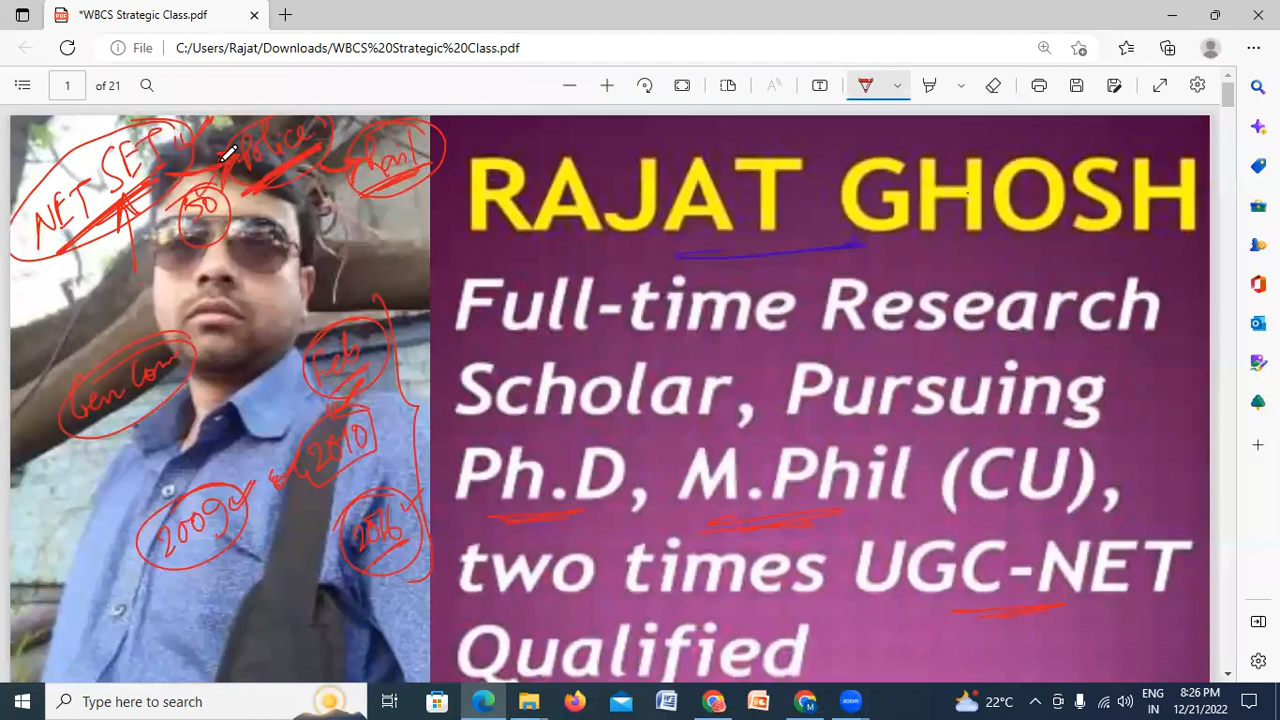 *WBCS Strategic Class.pdf
File C:/Users/Rajat/Downloads/WBCS%20Strategic%20Class.pdf
1 of 21
NET SET
Police
Rail
RAJAT GHOSH
Full-time Research
Scholar, Pursuing
Ph.D, M.Phil (CU),
two times UGC-NET
Qualified
Gen Com
Feb
2010
2009
2016
Type here to search
22°C
ENG
IN
8:26 PM
12/21/2022